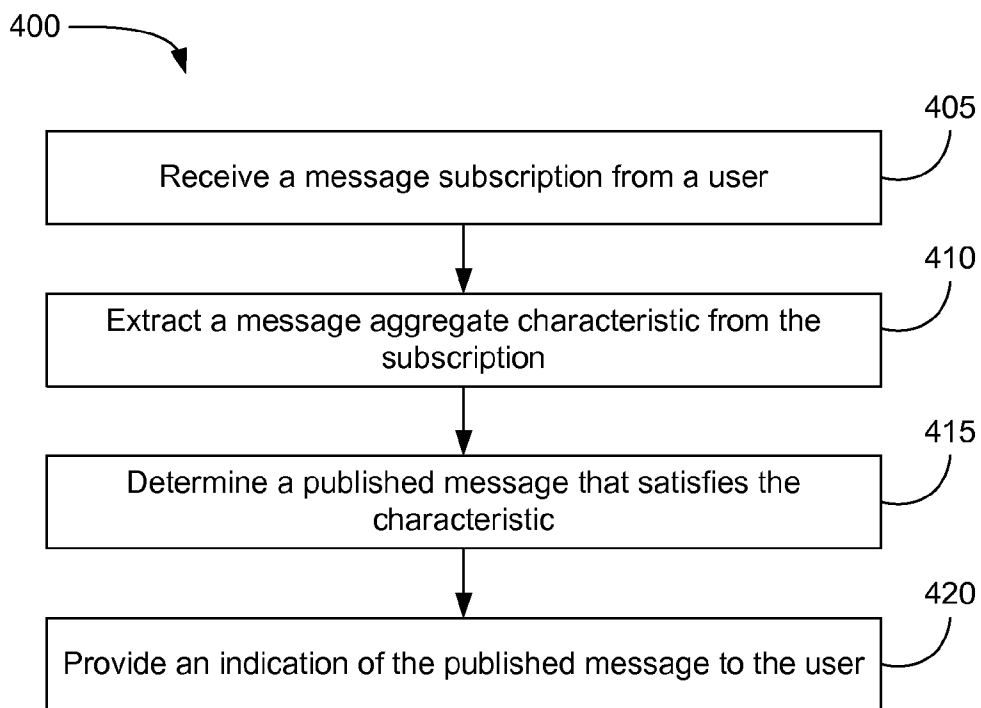 400
405
Receive a message subscription from a user
410
Extract a message aggregate characteristic from the
subscription
415
Determine a published message that satisfies the
characteristic
420
Provide an indication of the published message to the user